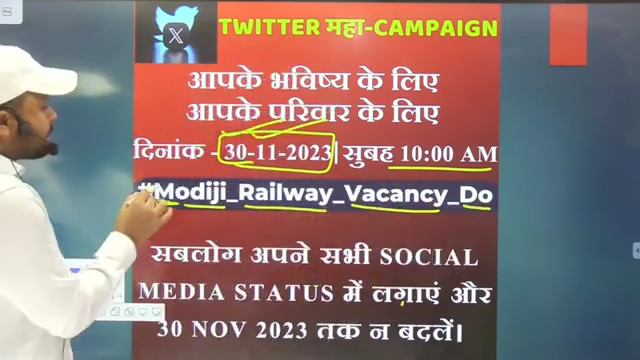 TWITTER महा-CAMPAIGN
आपके भविष्य के लिए
आपके परिवार के लिए
दिनांक - 30-11-2023| सुबह 10:00 AM
#Modiji_Railway_Vacancy_Do
सबलोग अपने सभी SOCIAL
MEDIA STATUS में लगाएं और
30 NOV 2023 तक न बदलें।